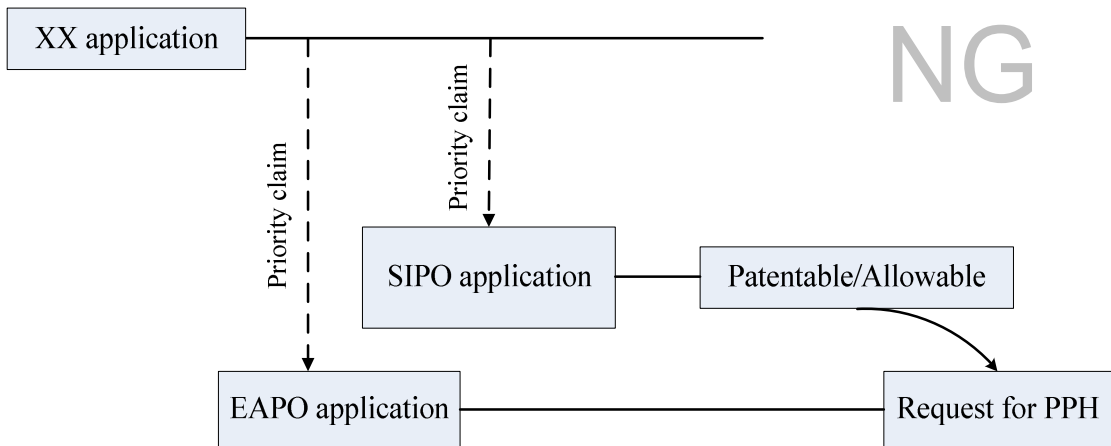 XX application
NG
Priority claim
Priority claim
SIPO application
Patentable/Allowable
EAPO application
Request for PPH